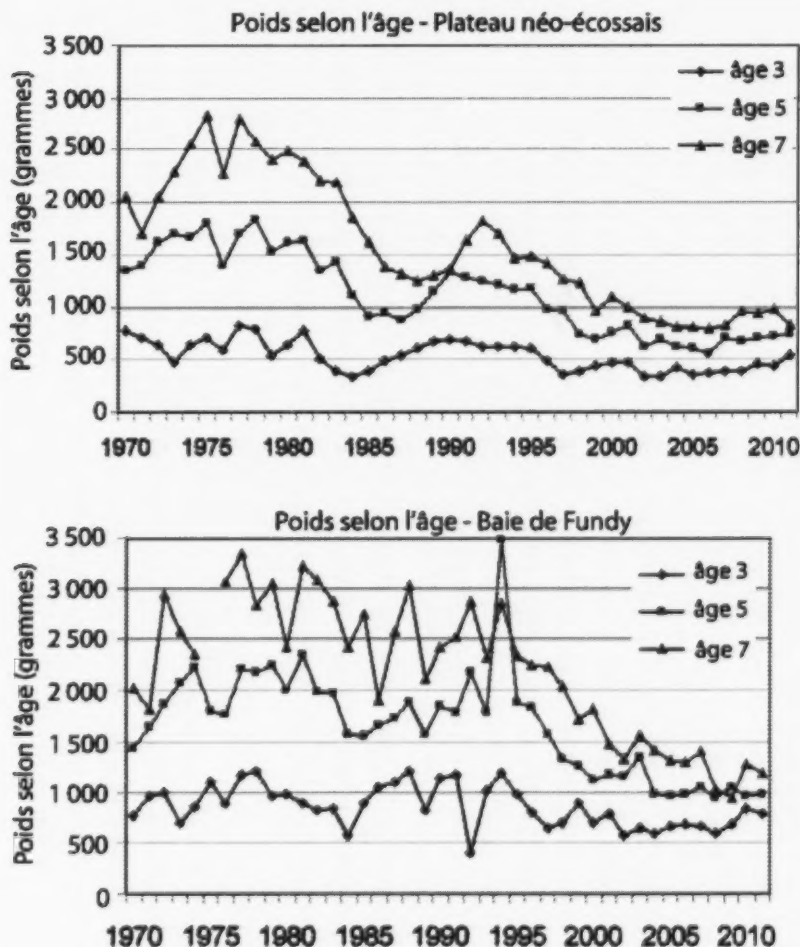 Poids selon l'âge - Plateau néo-écossais
Poids selon l'âge (grammes)
3 500
3 000
2 500
2 000
1 500
1 000
500
0
âge 3
âge 5
âge 7
1970 1975 1980 1985 1990 1995 2000 2005 2010
Poids selon l'âge - Baie de Fundy
Poids selon l'âge (grammes)
3 500
3 000
2 500
2 000
1 500
1 000
500
0
âge 3
âge 5
âge 7
1970 1975 1980 1985 1990 1995 2000 2005 2010